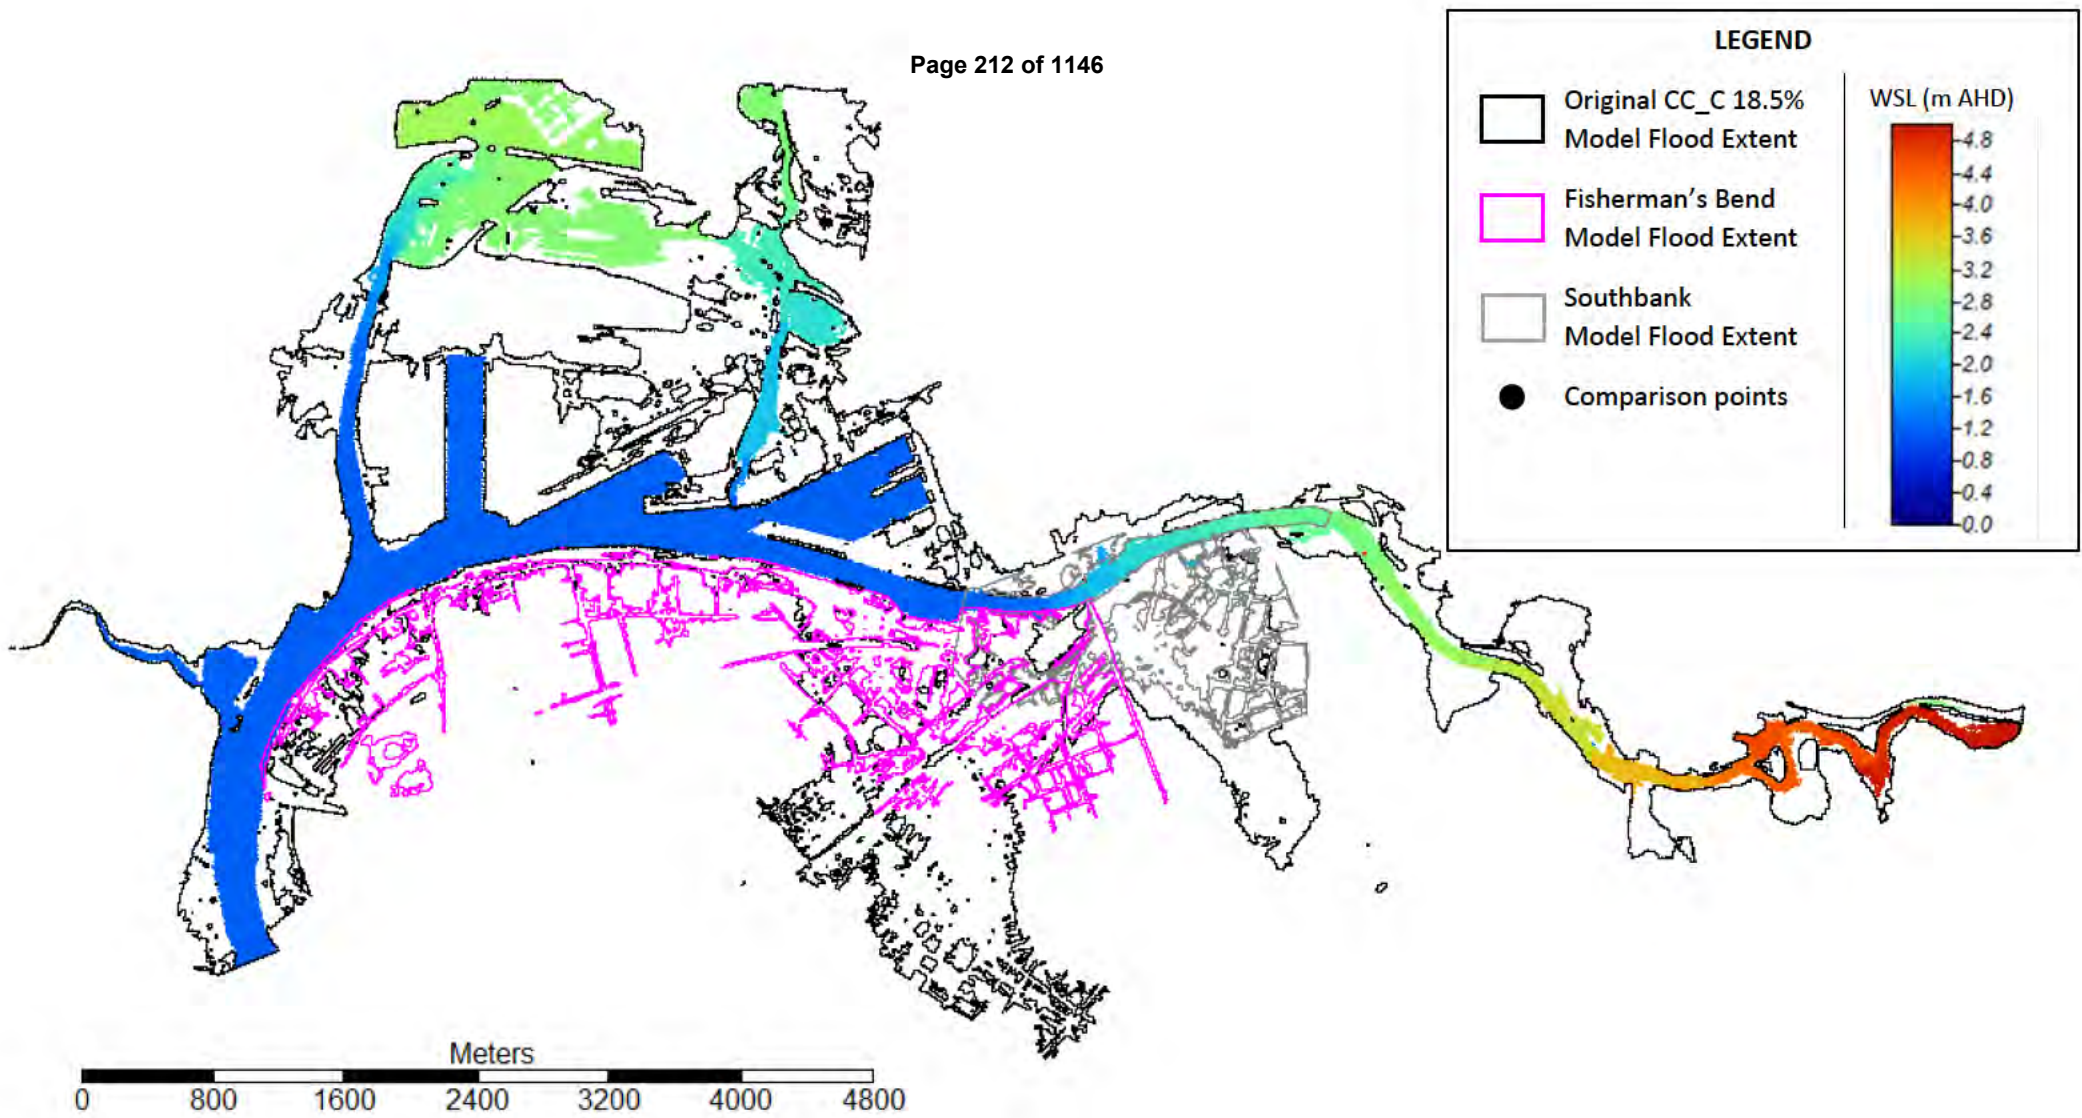 Page 212 of 1146
LEGEND
Original CC_C 18.5%
Model Flood Extent
Fisherman's Bend
Model Flood Extent
Southbank
Model Flood Extent
Comparison points
WSL (m AHD)
4.8
4.4
4.0
3.6
3.2
2.8
2.4
2.0
1.6
1.2
0.8
0.4
0.0
Meters
0 800 1600 2400 3200 4000 4800